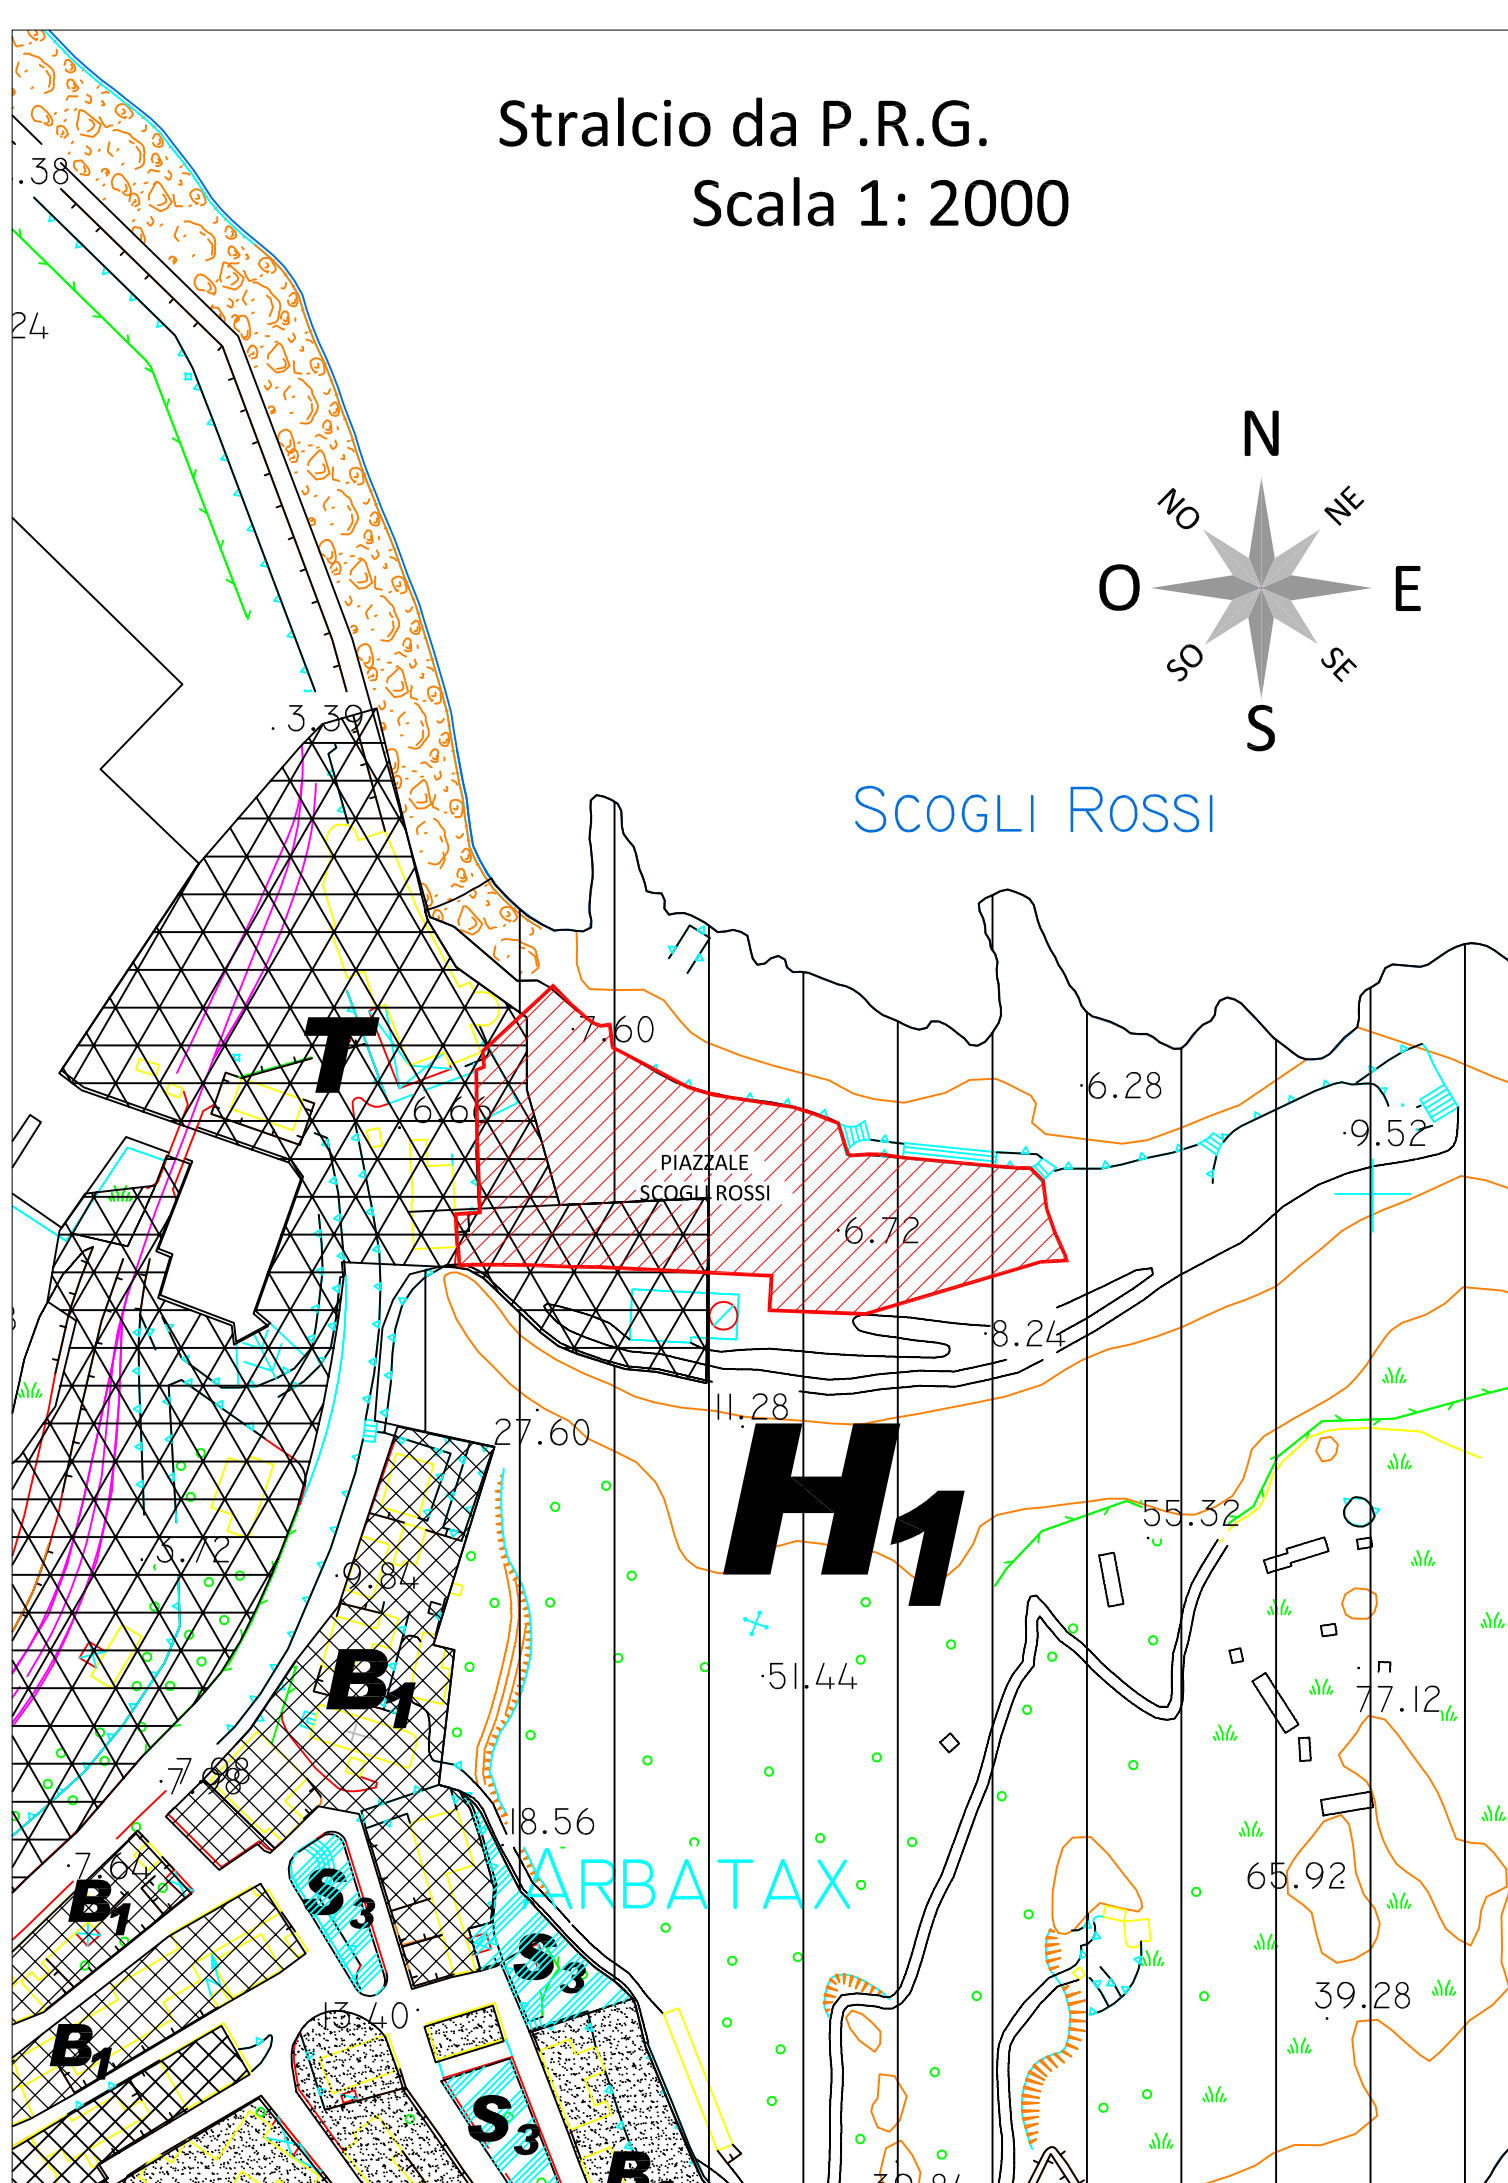 Stralcio da P.R.G.
Scala 1: 2000
.38
24
N
NO
NE
O
E
SO
SE
S
. 3.39
SCOGLI ROSSI
T
·7.60
·6.28
.6.66
·9.52
PIAZZALE
SCOGLI ROSSI
·6.72
·8.24
11.28
27.60
H1
55.32
.3.72
·9.84
B1
·51.44
77.12
·7.98
18.56
·7.64
B1
S3
ARBATAX
65.92
S3
39.28
13.40
B1
S3
B